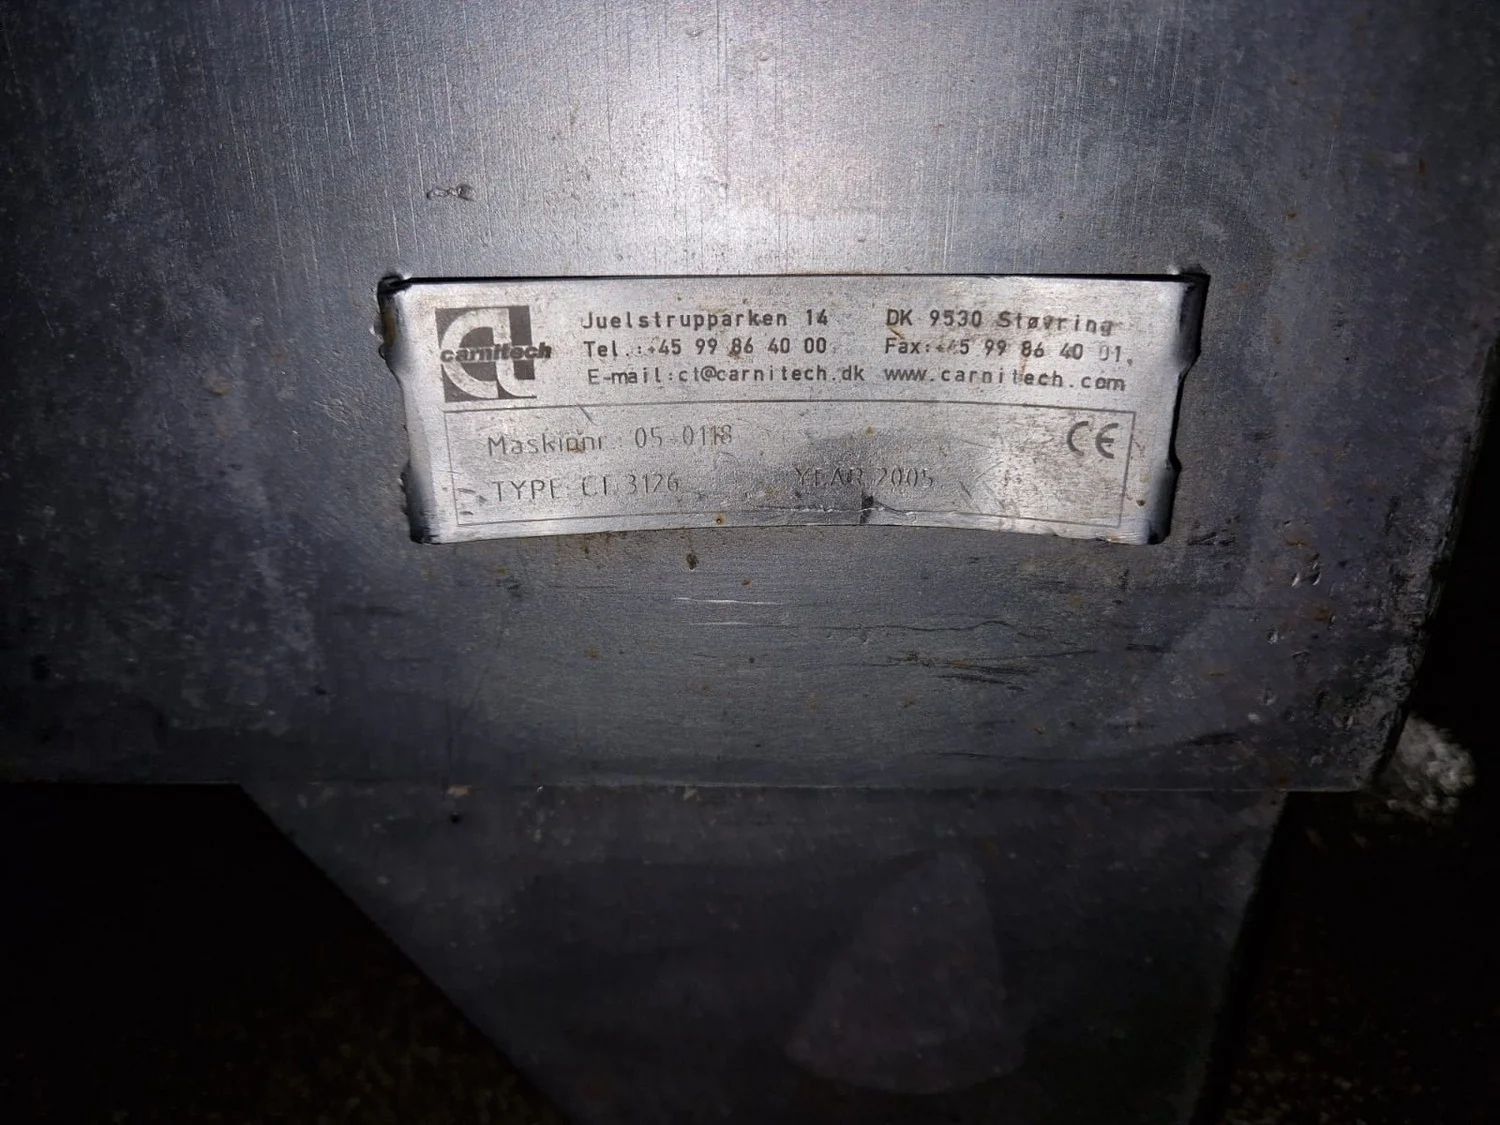 carnitech
Juelstrupparken 14 DK 9530 Støvring
Tel.:+45 99 86 40 00 Fax:+45 99 86 40 01
E-mail:ct@carnitech.dk www.carnitech.com
Maskinnr.: 05-0118 CE
TYPE: CT 3126 YEAR 2005